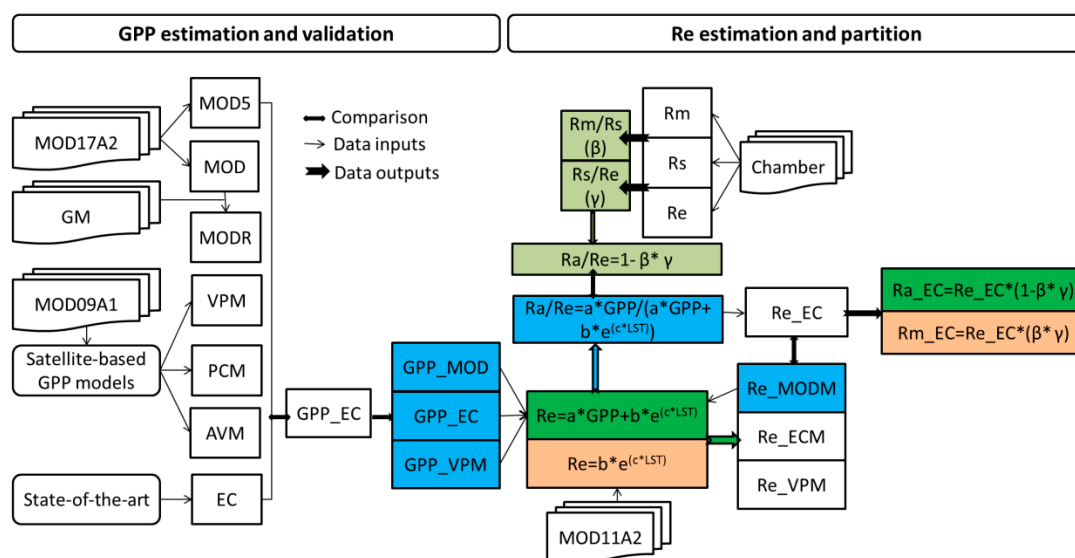 GPP estimation and validation
Re estimation and partition
MOD17A2
GM
MOD09A1
Satellite-based
GPP models
State-of-the-art
MOD5
MOD
MODR
VPM
PCM
AVM
EC
Comparison
Data inputs
Data outputs
GPP_EC
GPP_MOD
GPP_EC
GPP_VPM
Rm/Rs
(β)
Rs/Re
(γ)
Rm
Rs
Re
Chamber
Ra/Re=1- β* γ
Ra/Re=a*GPP/(a*GPP+
b*e(c*LST))
Re=a*GPP+b*e(c*LST)
Re=b*e(c*LST)
MOD11A2
Re_EC
Re_MODM
Re_ECM
Re_VPM
Ra_EC=Re_EC*(1-β* γ)
Rm_EC=Re_EC*(β* γ)